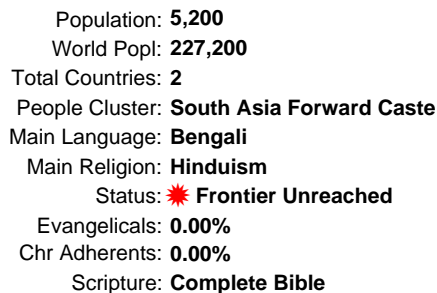 Population: 5,200
World Popl: 227,200
Total Countries: 2
People Cluster: South Asia Forward Caste
Main Language: Bengali
Main Religion: Hinduism
Status: Frontier Unreached
Evangelicals: 0.00%
Chr Adherents: 0.00%
Scripture: Complete Bible